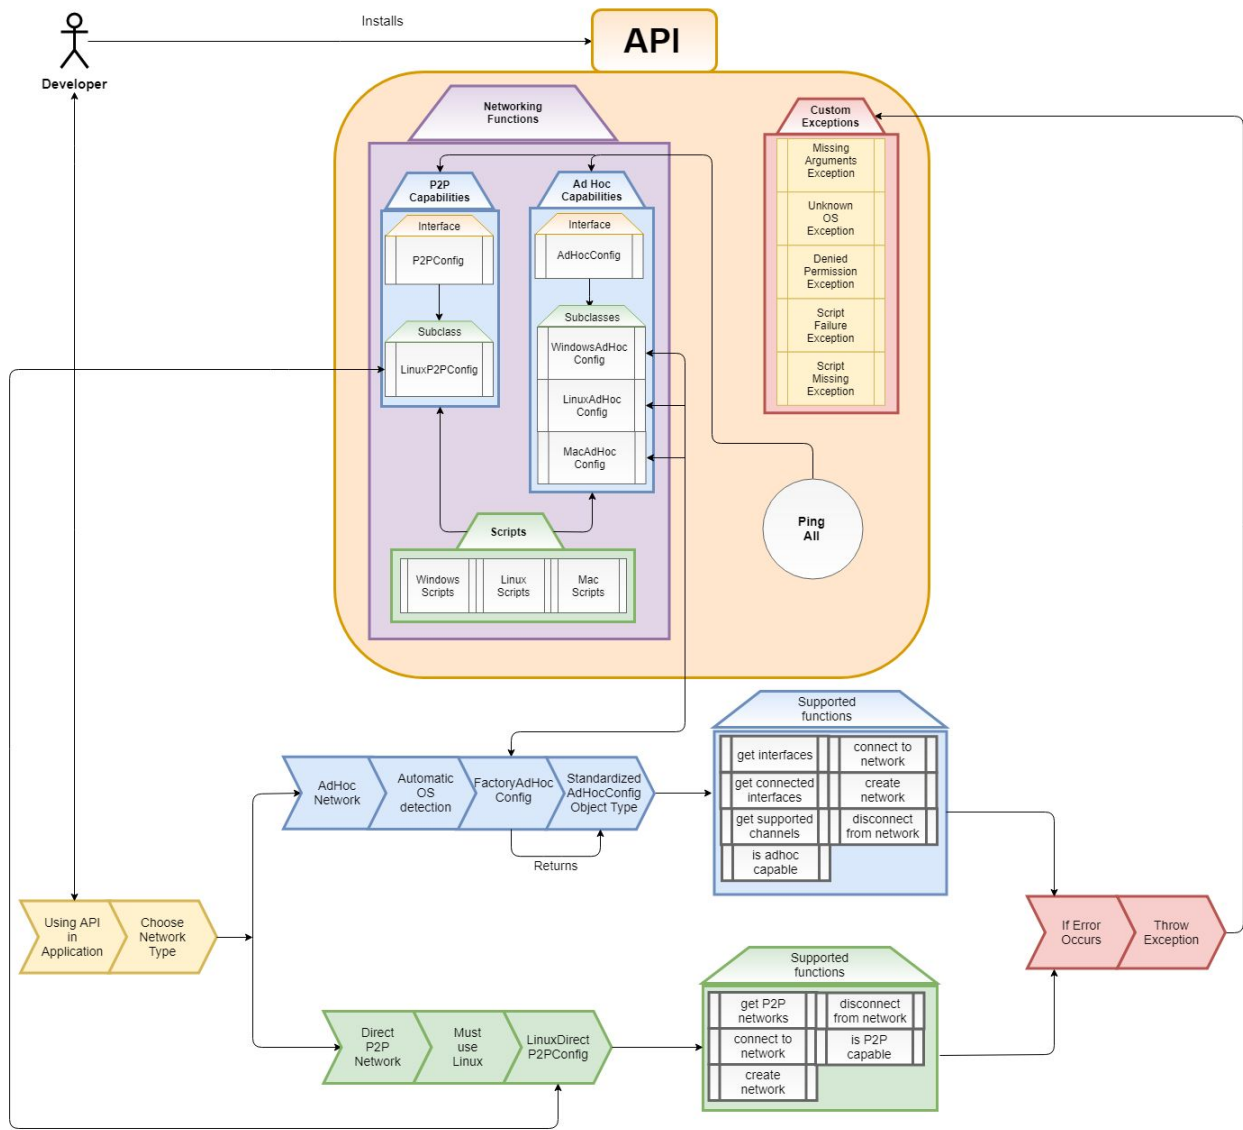 Installs
API
Developer
Networking
Functions
Custom
Exceptions
Missing
Arguments
Exception
Unknown
OS
Exception
Denied
Permission
Exception
Script
Failure
Exception
Script
Missing
Exception
P2P
Capabilities
Interface
P2PConfig
Subclass
LinuxP2PConfig
Ad Hoc
Capabilities
Interface
AdHocConfig
Subclasses
WindowsAdHoc
Config
LinuxAdHoc
Config
MacAdHoc
Config
Ping
All
Scripts
Windows
Scripts
Linux
Scripts
Mac
Scripts
AdHoc
Network
Automatic
OS
detection
FactoryAdHoc
Config
Standardized
AdHocConfig
Object Type
Returns
Supported
functions
get interfaces
connect to
network
get connected
interfaces
create
network
get supported
channels
disconnect
from network
is adhoc
capable
Using API
in
Application
Choose
Network
Type
If Error
Occurs
Throw
Exception
Direct
P2P
Network
Must
use
Linux
LinuxDirect
P2PConfig
Supported
functions
get P2P
networks
disconnect
from network
connect to
network
is P2P
capable
create
network